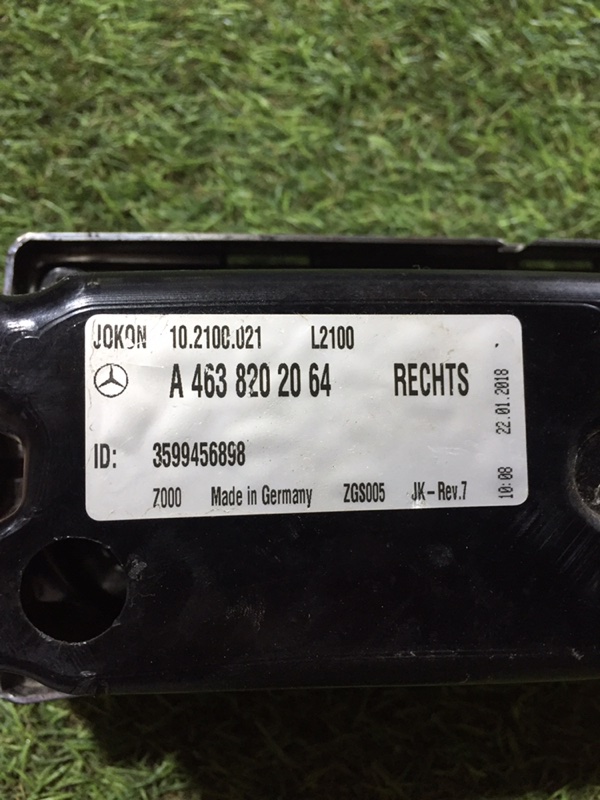 JOKON 10.2100.021 L2100
A 463 820 20 64 RECHTS
ID: 3599456898
Z000 Made in Germany ZGS005 JK-Rev.7
10:08 22.01.2018